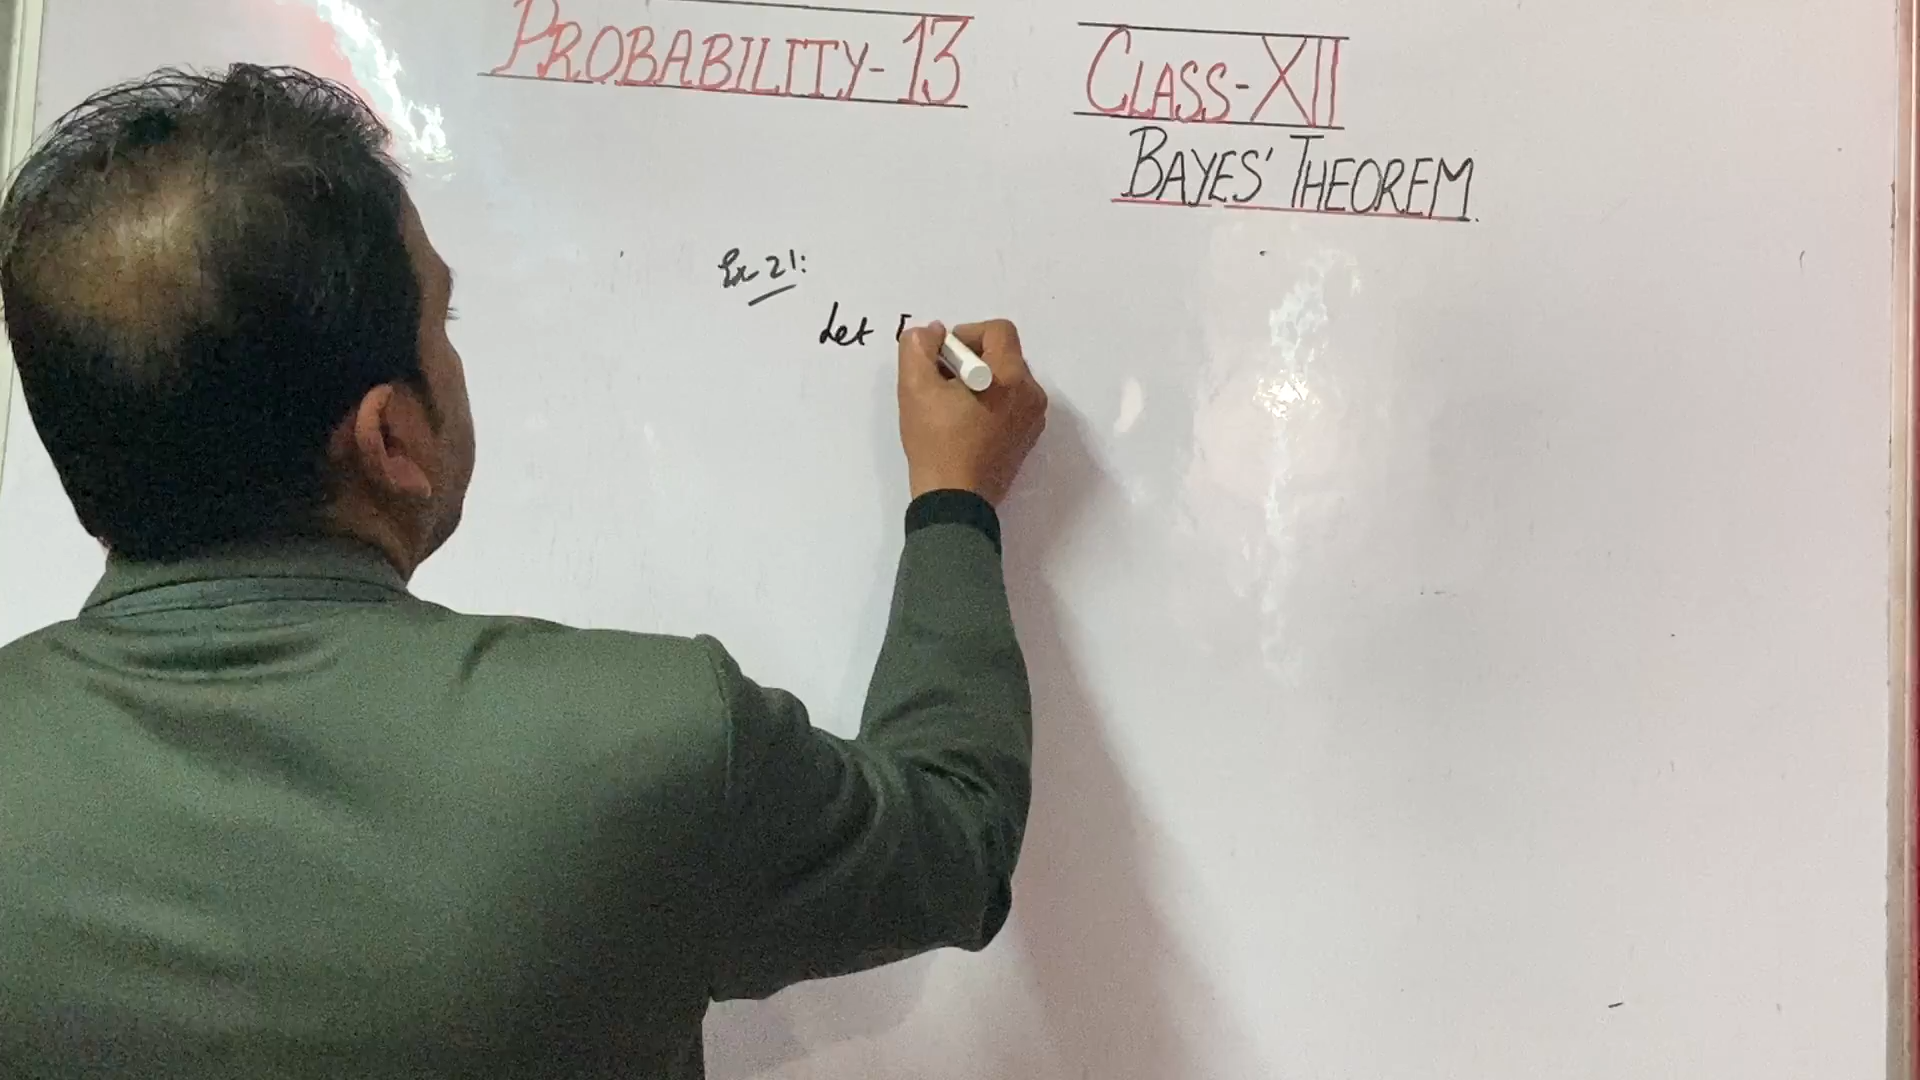 PROBABILITY-13
CLASS-XII
BAYES' THEOREM.
Ex 21:
Let